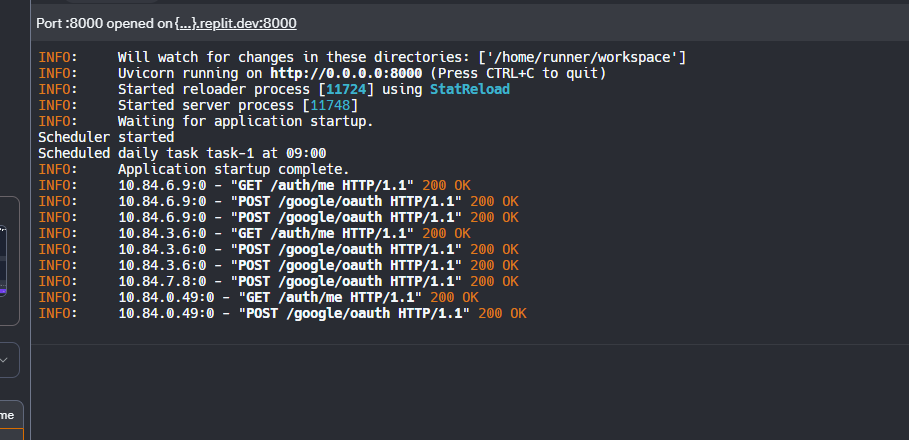 Port :8000 opened on {...}.replit.dev:8000
INFO:     Will watch for changes in these directories: ['/home/runner/workspace']
INFO:     Uvicorn running on http://0.0.0.0:8000 (Press CTRL+C to quit)
INFO:     Started reloader process [11724] using StatReload
INFO:     Started server process [11748]
INFO:     Waiting for application startup.
Scheduler started
Scheduled daily task task-1 at 09:00
INFO:     Application startup complete.
INFO:     10.84.6.9:0 - "GET /auth/me HTTP/1.1" 200 OK
INFO:     10.84.6.9:0 - "POST /google/oauth HTTP/1.1" 200 OK
INFO:     10.84.6.9:0 - "POST /google/oauth HTTP/1.1" 200 OK
INFO:     10.84.3.6:0 - "GET /auth/me HTTP/1.1" 200 OK
INFO:     10.84.3.6:0 - "POST /google/oauth HTTP/1.1" 200 OK
INFO:     10.84.3.6:0 - "POST /google/oauth HTTP/1.1" 200 OK
INFO:     10.84.7.8:0 - "POST /google/oauth HTTP/1.1" 200 OK
INFO:     10.84.0.49:0 - "GET /auth/me HTTP/1.1" 200 OK
INFO:     10.84.0.49:0 - "POST /google/oauth HTTP/1.1" 200 OK
me